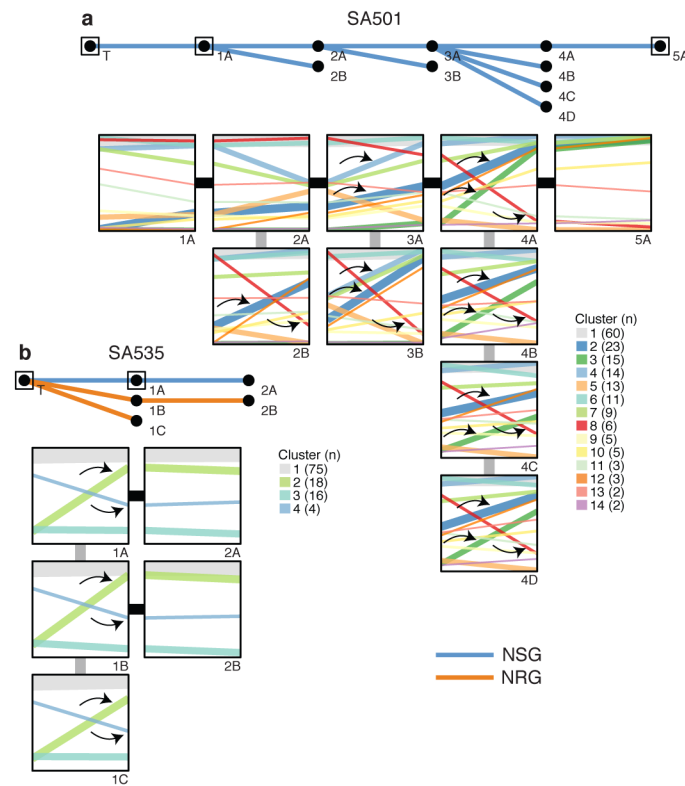 a
SA501
T
1A
2A
3A
4A
5A
2B
3B
4B
4C
4D
1A
2A
3A
4A
5A
2B
3B
4B
4C
4D
Cluster (n)
1 (60)
2 (23)
3 (15)
4 (14)
5 (13)
6 (11)
7 (9)
8 (6)
9 (5)
10 (5)
11 (3)
12 (3)
13 (2)
14 (2)
b
SA535
T
1A
2A
1B
2B
1C
Cluster (n)
1 (75)
2 (18)
3 (16)
4 (4)
1A
2A
1B
2B
1C
NSG
NRG